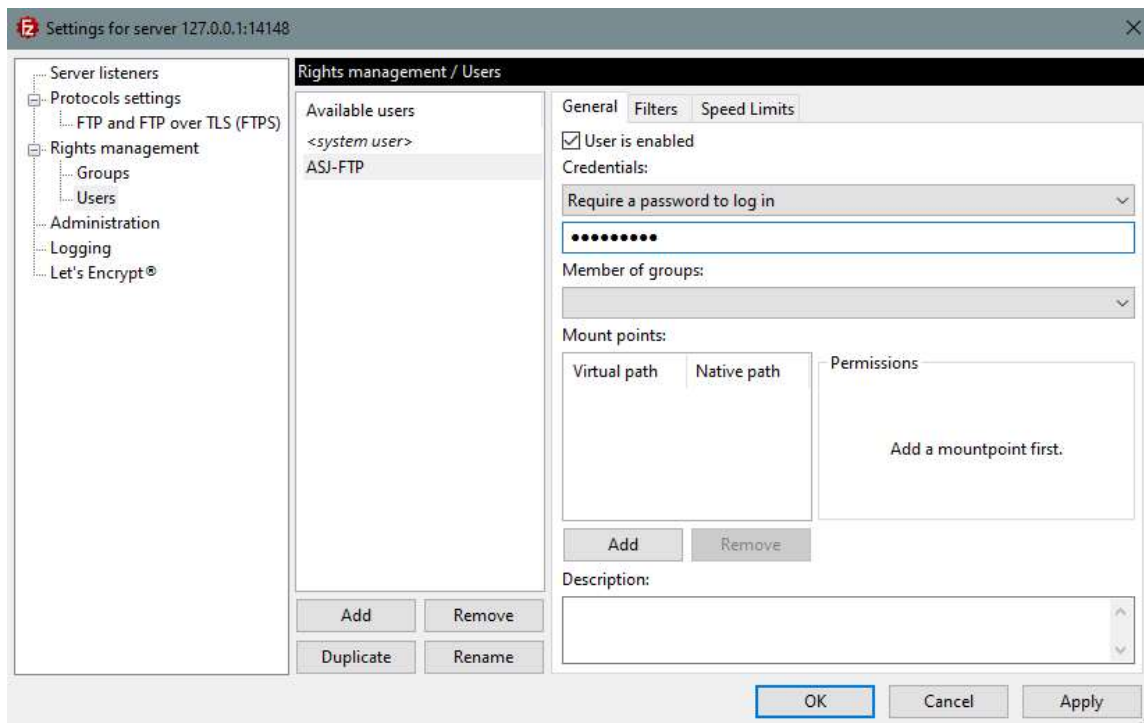 Settings for server 127.0.0.1:14148
Server listeners
Protocols settings
FTP and FTP over TLS (FTPS)
Rights management
Groups
Users
Administration
Logging
Let's Encrypt®
Rights management / Users
Available users
<system user>
ASJ-FTP
Add
Remove
Duplicate
Rename
General
Filters
Speed Limits
User is enabled
Credentials:
Require a password to log in
•••••••••
Member of groups:
Mount points:
Virtual path
Native path
Permissions
Add a mountpoint first.
Add
Remove
Description:
OK
Cancel
Apply